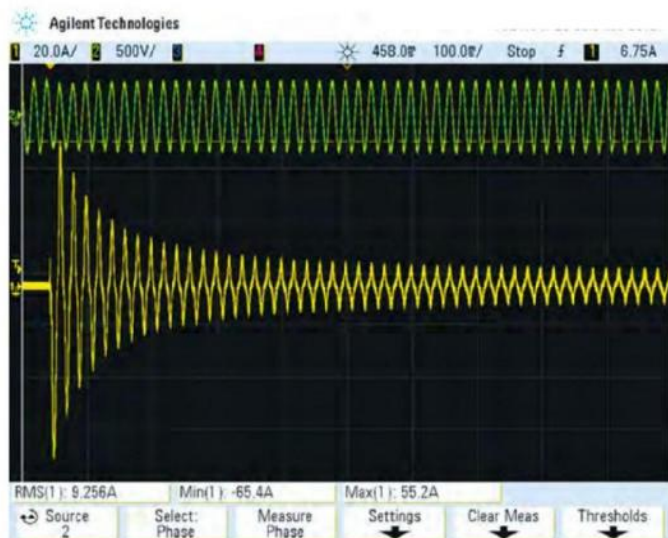 Agilent Technologies
1 20.0A/ 2 500V/ 3 4 458.0▯ 100.0▯/ Stop 1 6.75A
RMS(1): 9.256A Min(1): -65.4A Max(1): 55.2A
Source Select: Measure Settings Clear Meas Thresholds
2 Phase Phase